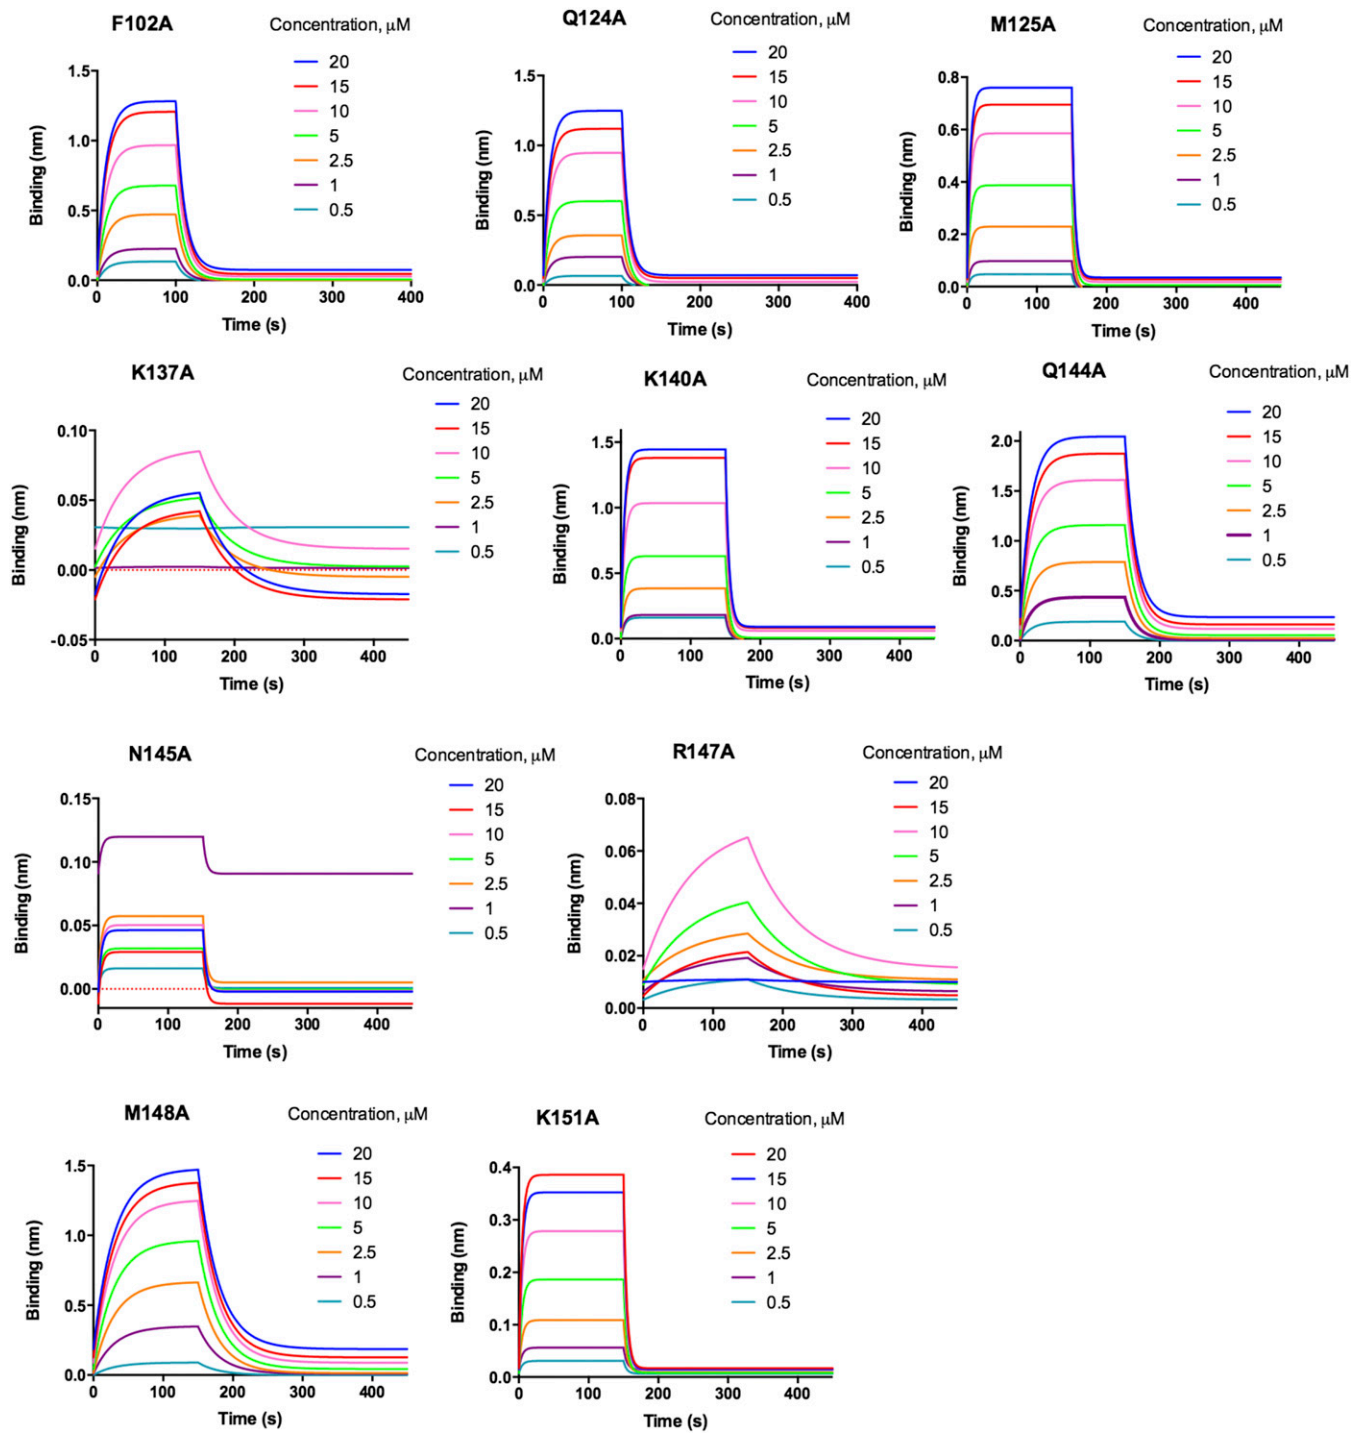 F102A
Concentration, μM
20
15
10
5
2.5
1
0.5
1.5
1.0
0.5
0.0
Binding (nm)
0 100 200 300 400
Time (s)
Q124A
Concentration, μM
20
15
10
5
2.5
1
0.5
1.5
1.0
0.5
0.0
Binding (nm)
0 100 200 300 400
Time (s)
M125A
Concentration, μM
20
15
10
5
2.5
1
0.5
0.8
0.6
0.4
0.2
0.0
Binding (nm)
0 100 200 300 400
Time (s)
K137A
Concentration, μM
20
15
10
5
2.5
1
0.5
0.10
0.05
0.00
-0.05
Binding (nm)
0 100 200 300 400
Time (s)
K140A
Concentration, μM
20
15
10
5
2.5
1
0.5
1.5
1.0
0.5
0.0
Binding (nm)
0 100 200 300 400
Time (s)
Q144A
Concentration, μM
20
15
10
5
2.5
1
0.5
2.0
1.5
1.0
0.5
0.0
Binding (nm)
0 100 200 300 400
Time (s)
N145A
Concentration, μM
20
15
10
5
2.5
1
0.5
0.15
0.10
0.05
0.00
Binding (nm)
0 100 200 300 400
Time (s)
R147A
Concentration, μM
20
15
10
5
2.5
1
0.5
0.08
0.06
0.04
0.02
0.00
Binding (nm)
0 100 200 300 400
Time (s)
M148A
Concentration, μM
20
15
10
5
2.5
1
0.5
1.5
1.0
0.5
0.0
Binding (nm)
0 100 200 300 400
Time (s)
K151A
Concentration, μM
20
15
10
5
2.5
1
0.5
0.4
0.3
0.2
0.1
0.0
Binding (nm)
0 100 200 300 400
Time (s)